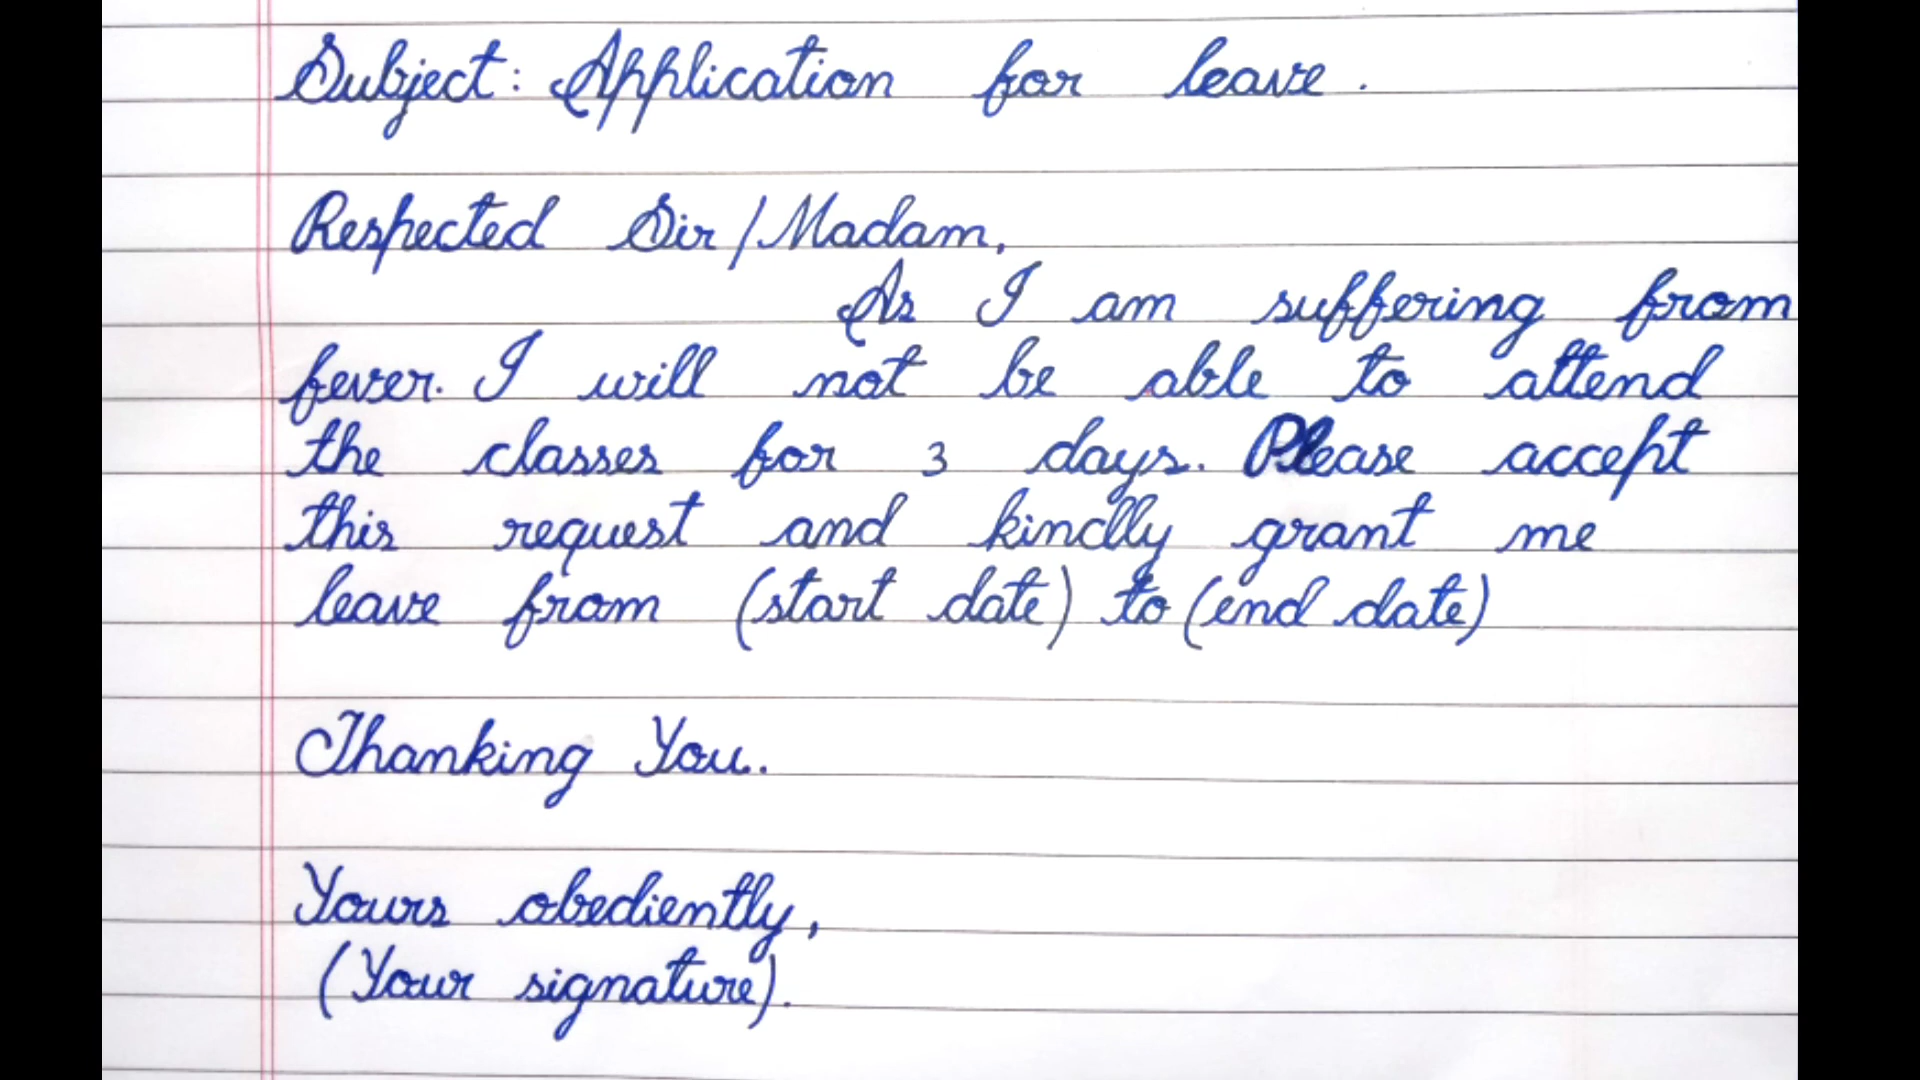 Subject: Application for leave.
Respected Sir/Madam,
As I am suffering from
fever. I will not be able to attend
the classes for 3 days. Please accept
this request and kindly grant me
leave from (start date) to (end date)
Thanking You.
Yours obediently,
(Your signature).